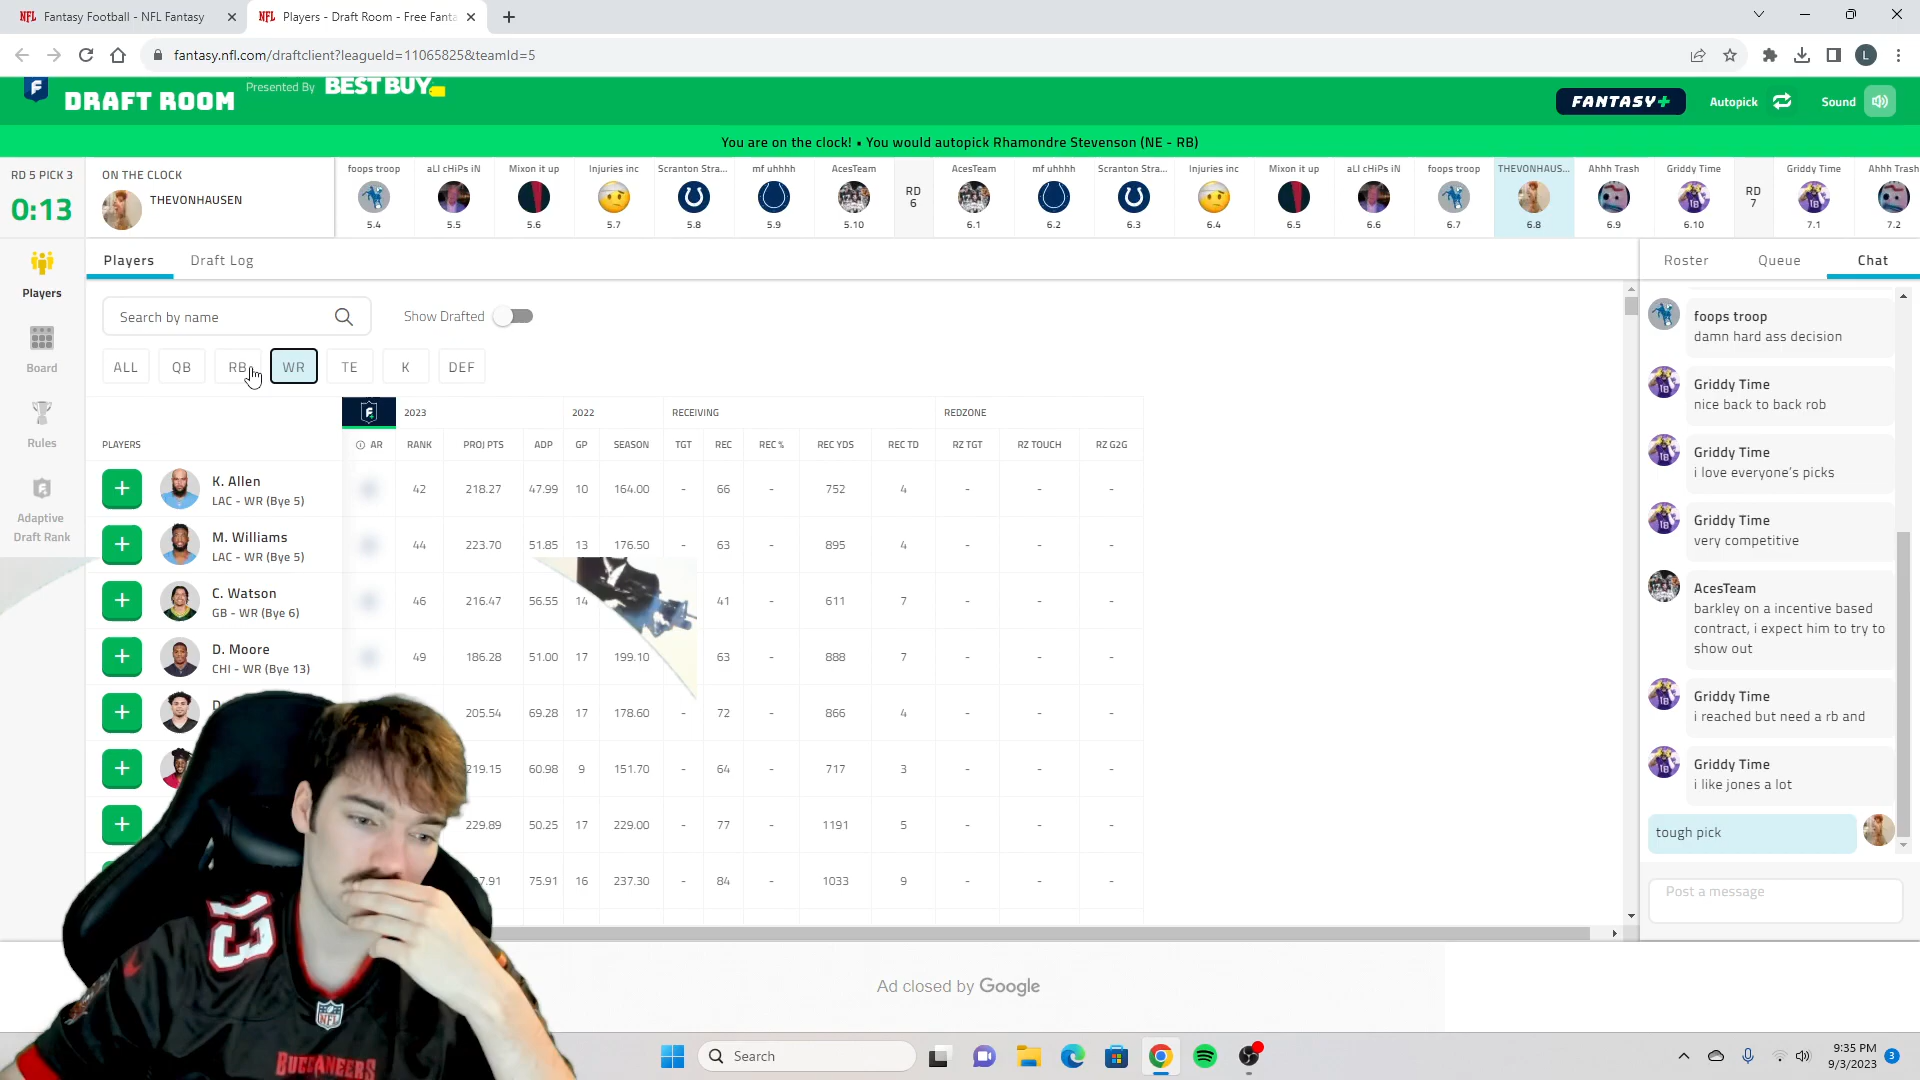 Fantasy Football - NFL Fantasy
Players - Draft Room - Free Fanta
fantasy.nfl.com/draftclient?leagueId=11065825&teamId=5
L
DRAFT ROOM
Presented By BEST BUY
FANTASY+
Autopick
Sound
You are on the clock! • You would autopick Rhamondre Stevenson (NE - RB)
RD 5 PICK 3
0:13
ON THE CLOCK
THEVONHAUSEN
foops troop
5.4
aLl cHiPs iN
5.5
Mixon it up
5.6
Injuries inc
5.7
Scranton Stra...
5.8
mf uhhhh
5.9
AcesTeam
5.10
RD
6
AcesTeam
6.1
mf uhhhh
6.2
Scranton Stra...
6.3
Injuries inc
6.4
Mixon it up
6.5
aLl cHiPs iN
6.6
foops troop
6.7
THEVONHAUS...
6.8
Ahhh Trash
6.9
Griddy Time
6.10
RD
7
Griddy Time
7.1
Ahhh Trash
7.2
Players
Board
Rules
Adaptive
Draft Rank
Players
Draft Log
Search by name
Show Drafted
ALL QB RB WR TE K DEF
2023 2022 RECEIVING REDZONE
PLAYERS AR RANK PROJ PTS ADP GP SEASON TGT REC REC % REC YDS REC TD RZ TGT RZ TOUCH RZ G2G
K. Allen
LAC - WR (Bye 5)
42 218.27 47.99 10 164.00 - 66 - 752 4 - - -
M. Williams
LAC - WR (Bye 5)
44 223.70 51.85 13 176.50 - 63 - 895 4 - - -
C. Watson
GB - WR (Bye 6)
46 216.47 56.55 14 41 - 611 7 - - -
D. Moore
CHI - WR (Bye 13)
49 186.28 51.00 17 199.10 63 - 888 7 - - -
205.54 69.28 17 178.60 - 72 - 866 4 - - -
219.15 60.98 9 151.70 - 64 - 717 3 - - -
229.89 50.25 17 229.00 - 77 - 1191 5 - - -
7.91 75.91 16 237.30 - 84 - 1033 9 - - -
Roster
Queue
Chat
foops troop
damn hard ass decision
Griddy Time
nice back to back rob
Griddy Time
i love everyone's picks
Griddy Time
very competitive
AcesTeam
barkley on a incentive based
contract, i expect him to try to
show out
Griddy Time
i reached but need a rb and
Griddy Time
i like jones a lot
tough pick
Post a message
Ad closed by Google
13
NFL
BUCCANEERS
Search
9:35 PM
9/3/2023
3